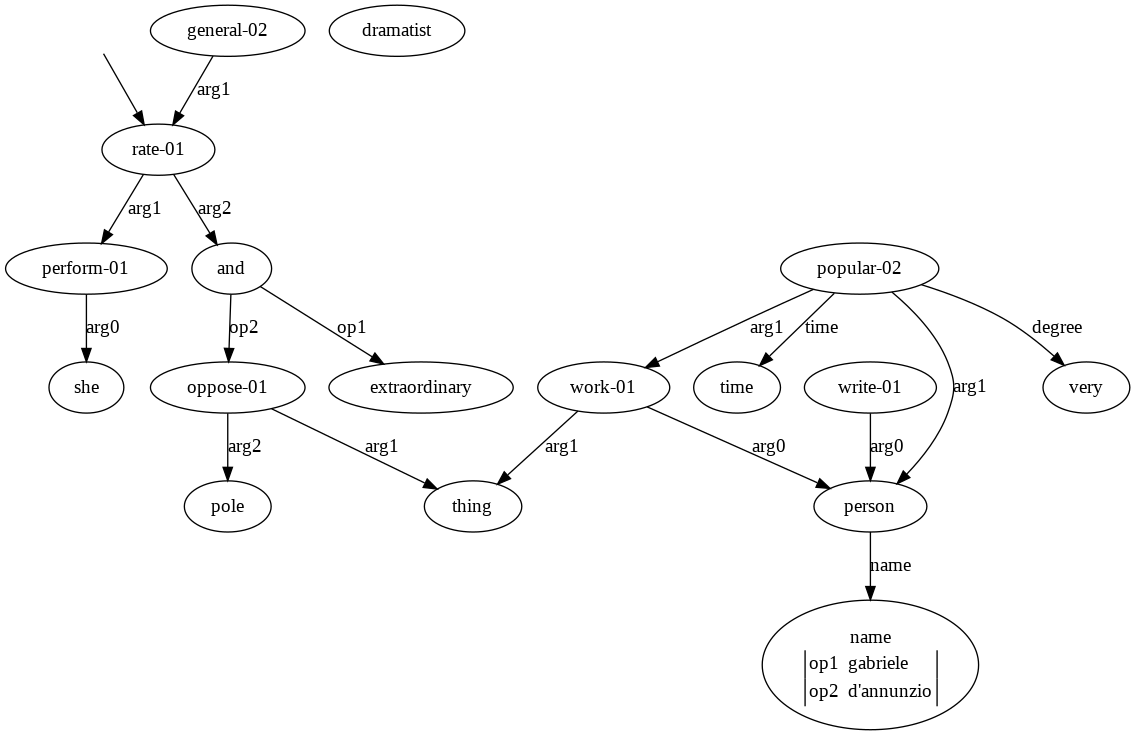 general-02
dramatist
arg1
rate-01
arg1
arg2
perform-01
and
popular-02
arg0
op2
op1
arg1
time
degree
she
oppose-01
extraordinary
work-01
time
write-01
arg1
very
arg2
arg1
arg1
arg0
arg0
pole
thing
person
name
name
op1 gabriele
op2 d'annunzio